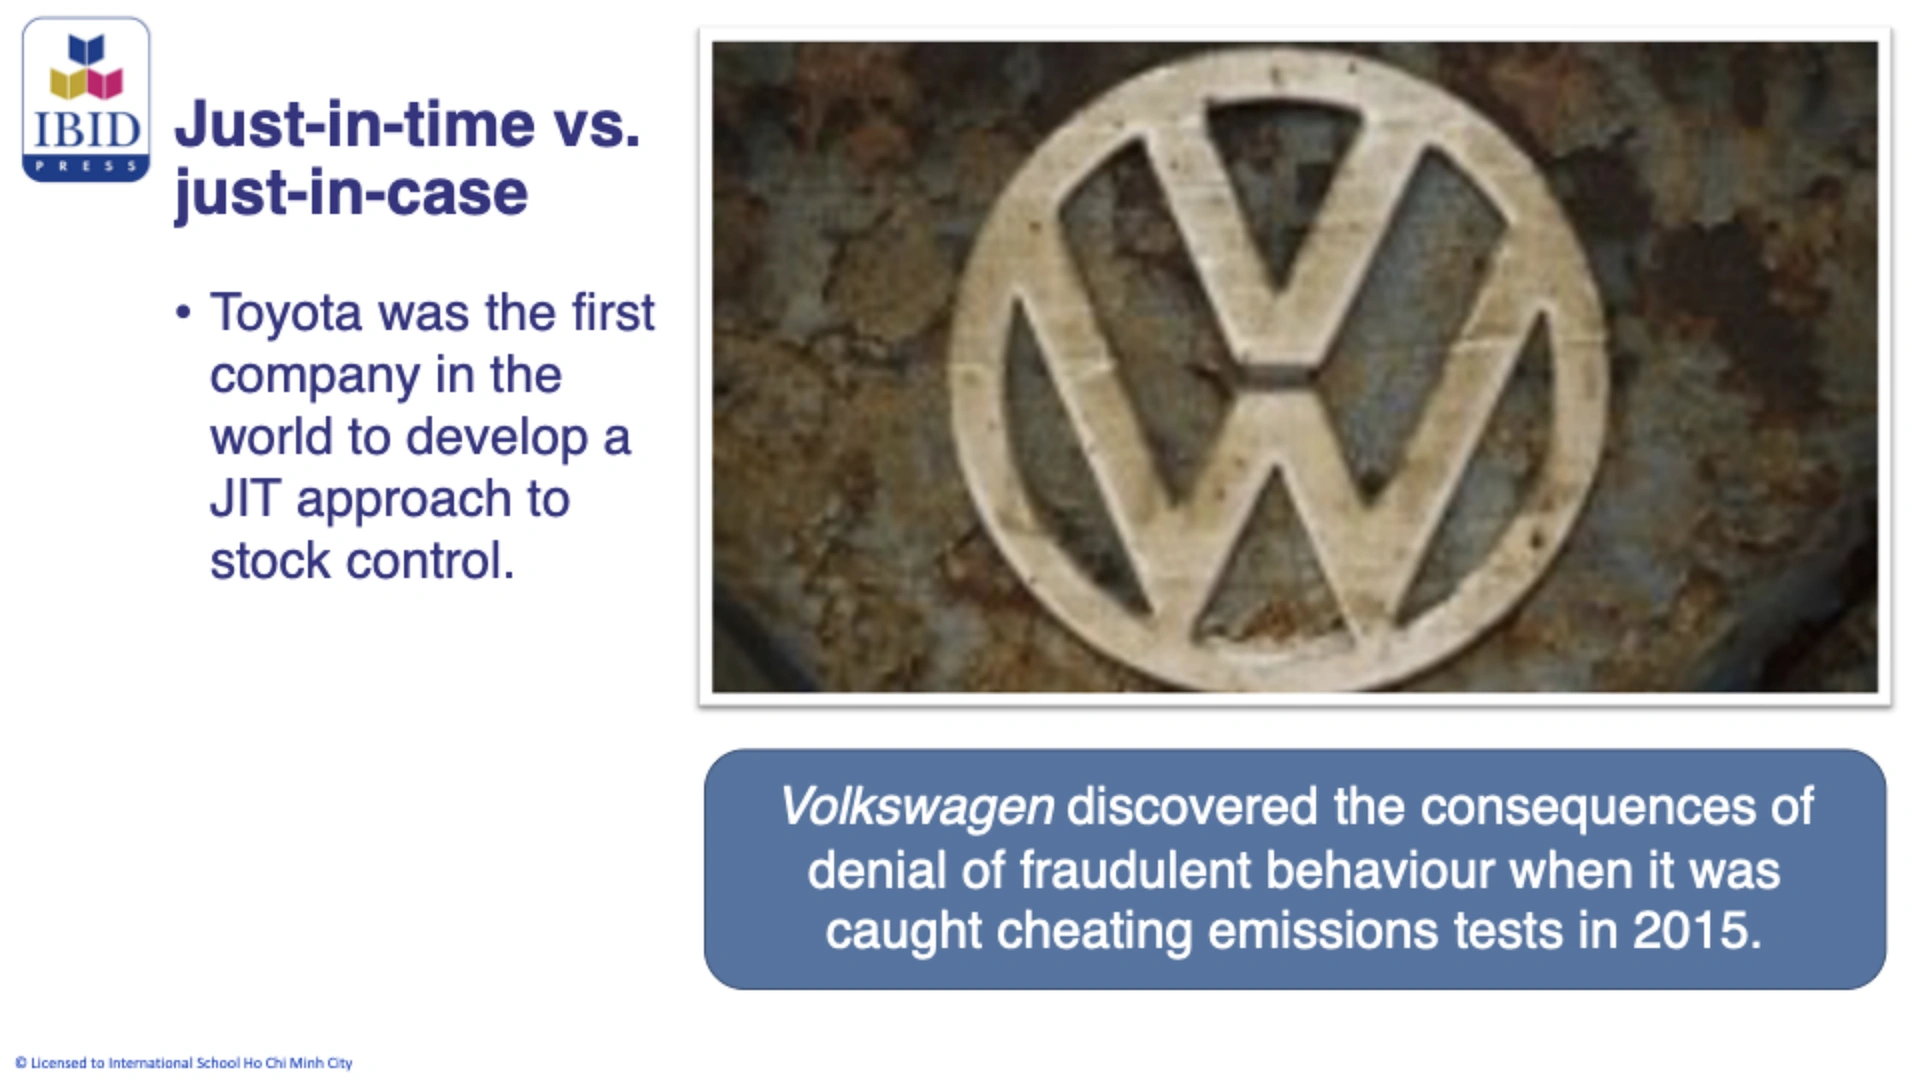 IBID
PRESS
Just-in-time vs.
just-in-case
• Toyota was the first
company in the
world to develop a
JIT approach to
stock control.
Volkswagen discovered the consequences of
denial of fraudulent behaviour when it was
caught cheating emissions tests in 2015.
© Licensed to International School Ho Chi Minh City